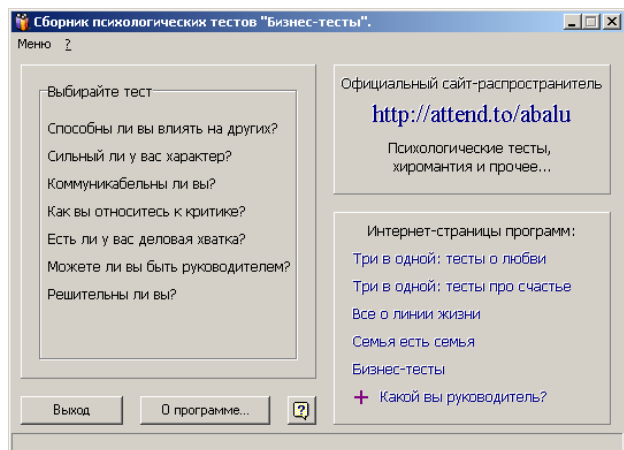 Сборник психологических тестов "Бизнес-тесты".
Меню ?
Выбирайте тест
Способны ли вы влиять на других?
Сильный ли у вас характер?
Коммуникабельны ли вы?
Как вы относитесь к критике?
Есть ли у вас деловая хватка?
Можете ли вы быть руководителем?
Решительны ли вы?
Выход
О программе...
?
Официальный сайт-распространитель
http://attend.to/abalu
Психологические тесты,
хиромантия и прочее...
Интернет-страницы программ:
Три в одной: тесты о любви
Три в одной: тесты про счастье
Все о линии жизни
Семья есть семья
Бизнес-тесты
+ Какой вы руководитель?